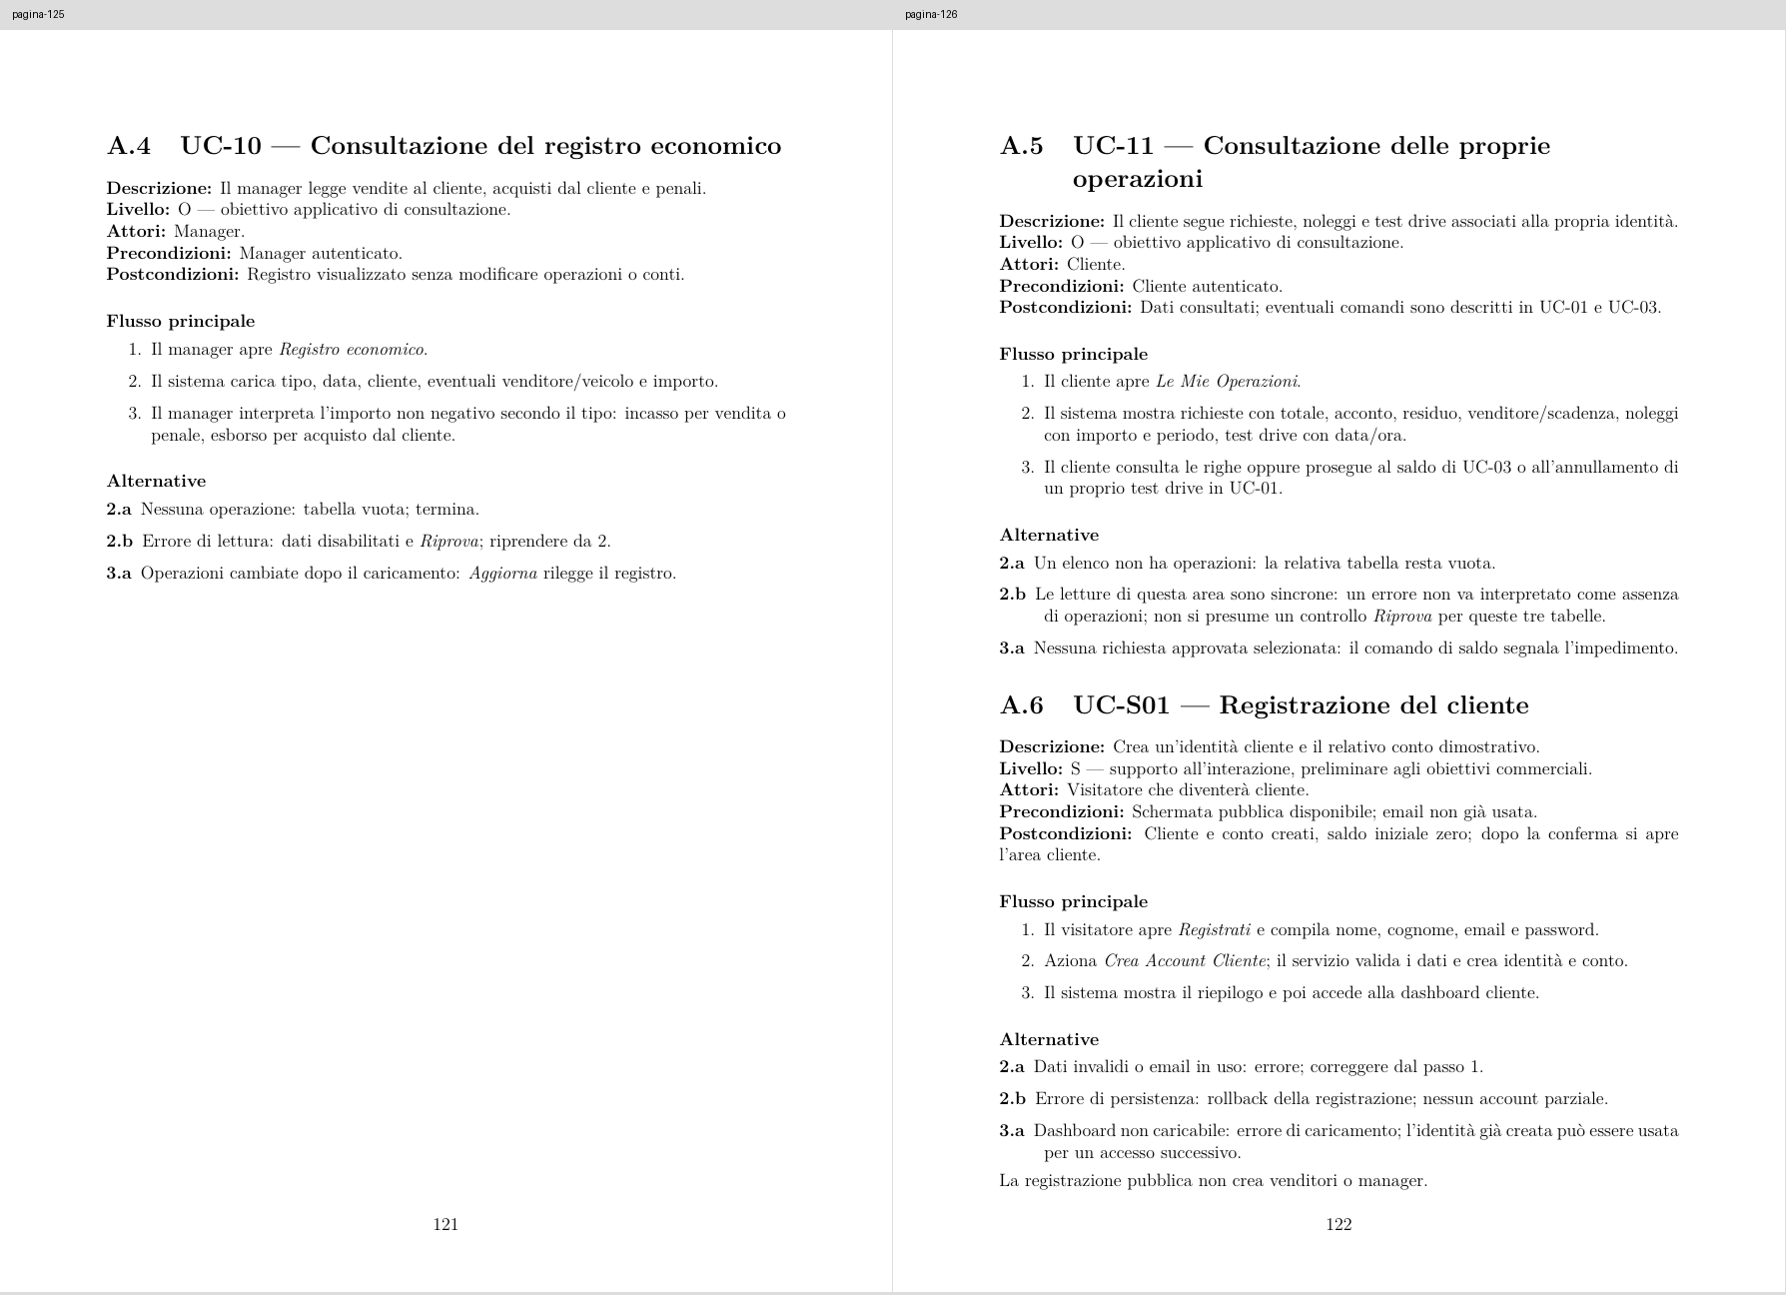 pagina-125
A.4 UC-10 — Consultazione del registro economico
Descrizione: Il manager legge vendite al cliente, acquisti dal cliente e penali.
Livello: O — obiettivo applicativo di consultazione.
Attori: Manager.
Precondizioni: Manager autenticato.
Postcondizioni: Registro visualizzato senza modificare operazioni o conti.
Flusso principale
1. Il manager apre Registro economico.
2. Il sistema carica tipo, data, cliente, eventuali venditore/veicolo e importo.
3. Il manager interpreta l'importo non negativo secondo il tipo: incasso per vendita o
penale, esborso per acquisto dal cliente.
Alternative
2.a Nessuna operazione: tabella vuota; termina.
2.b Errore di lettura: dati disabilitati e Riprova; riprendere da 2.
3.a Operazioni cambiate dopo il caricamento: Aggiorna rilegge il registro.
121
pagina-126
A.5 UC-11 — Consultazione delle proprie
operazioni
Descrizione: Il cliente segue richieste, noleggi e test drive associati alla propria identità.
Livello: O — obiettivo applicativo di consultazione.
Attori: Cliente.
Precondizioni: Cliente autenticato.
Postcondizioni: Dati consultati; eventuali comandi sono descritti in UC-01 e UC-03.
Flusso principale
1. Il cliente apre Le Mie Operazioni.
2. Il sistema mostra richieste con totale, acconto, residuo, venditore/scadenza, noleggi
con importo e periodo, test drive con data/ora.
3. Il cliente consulta le righe oppure prosegue al saldo di UC-03 o all'annullamento di
un proprio test drive in UC-01.
Alternative
2.a Un elenco non ha operazioni: la relativa tabella resta vuota.
2.b Le letture di questa area sono sincrone: un errore non va interpretato come assenza
di operazioni; non si presume un controllo Riprova per queste tre tabelle.
3.a Nessuna richiesta approvata selezionata: il comando di saldo segnala l'impedimento.
A.6 UC-S01 — Registrazione del cliente
Descrizione: Crea un'identità cliente e il relativo conto dimostrativo.
Livello: S — supporto all'interazione, preliminare agli obiettivi commerciali.
Attori: Visitatore che diventerà cliente.
Precondizioni: Schermata pubblica disponibile; email non già usata.
Postcondizioni: Cliente e conto creati, saldo iniziale zero; dopo la conferma si apre
l'area cliente.
Flusso principale
1. Il visitatore apre Registrati e compila nome, cognome, email e password.
2. Aziona Crea Account Cliente; il servizio valida i dati e crea identità e conto.
3. Il sistema mostra il riepilogo e poi accede alla dashboard cliente.
Alternative
2.a Dati invalidi o email in uso: errore; correggere dal passo 1.
2.b Errore di persistenza: rollback della registrazione; nessun account parziale.
3.a Dashboard non caricabile: errore di caricamento; l'identità già creata può essere usata
per un accesso successivo.
La registrazione pubblica non crea venditori o manager.
122